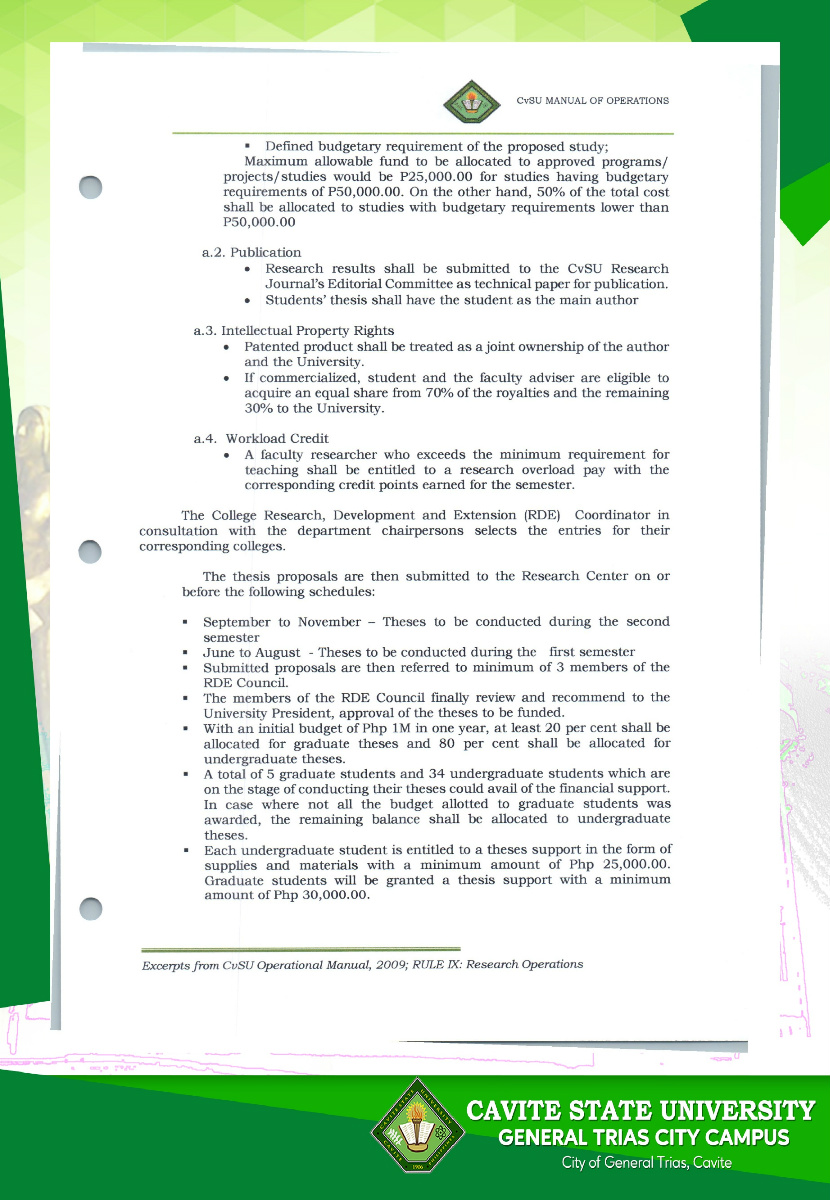 CvSU MANUAL OF OPERATIONS
▪ Defined budgetary requirement of the proposed study;
Maximum allowable fund to be allocated to approved programs/
projects/studies would be P25,000.00 for studies having budgetary
requirements of P50,000.00. On the other hand, 50% of the total cost
shall be allocated to studies with budgetary requirements lower than
P50,000.00
a.2. Publication
• Research results shall be submitted to the CvSU Research
Journal's Editorial Committee as technical paper for publication.
• Students' thesis shall have the student as the main author
a.3. Intellectual Property Rights
• Patented product shall be treated as a joint ownership of the author
and the University.
• If commercialized, student and the faculty adviser are eligible to
acquire an equal share from 70% of the royalties and the remaining
30% to the University.
a.4. Workload Credit
• A faculty researcher who exceeds the minimum requirement for
teaching shall be entitled to a research overload pay with the
corresponding credit points earned for the semester.
The College Research, Development and Extension (RDE) Coordinator in
consultation with the department chairpersons selects the entries for their
corresponding colleges.
The thesis proposals are then submitted to the Research Center on or
before the following schedules:
▪ September to November – Theses to be conducted during the second
semester
▪ June to August - Theses to be conducted during the first semester
▪ Submitted proposals are then referred to minimum of 3 members of the
RDE Council.
▪ The members of the RDE Council finally review and recommend to the
University President, approval of the theses to be funded.
▪ With an initial budget of Php 1M in one year, at least 20 per cent shall be
allocated for graduate theses and 80 per cent shall be allocated for
undergraduate theses.
▪ A total of 5 graduate students and 34 undergraduate students which are
on the stage of conducting their theses could avail of the financial support.
In case where not all the budget allotted to graduate students was
awarded, the remaining balance shall be allocated to undergraduate
theses.
▪ Each undergraduate student is entitled to a theses support in the form of
supplies and materials with a minimum amount of Php 25,000.00.
Graduate students will be granted a thesis support with a minimum
amount of Php 30,000.00.
Excerpts from CvSU Operational Manual, 2009; RULE IX: Research Operations
CAVITE STATE UNIVERSITY
GENERAL TRIAS CITY CAMPUS
City of General Trias, Cavite
1906